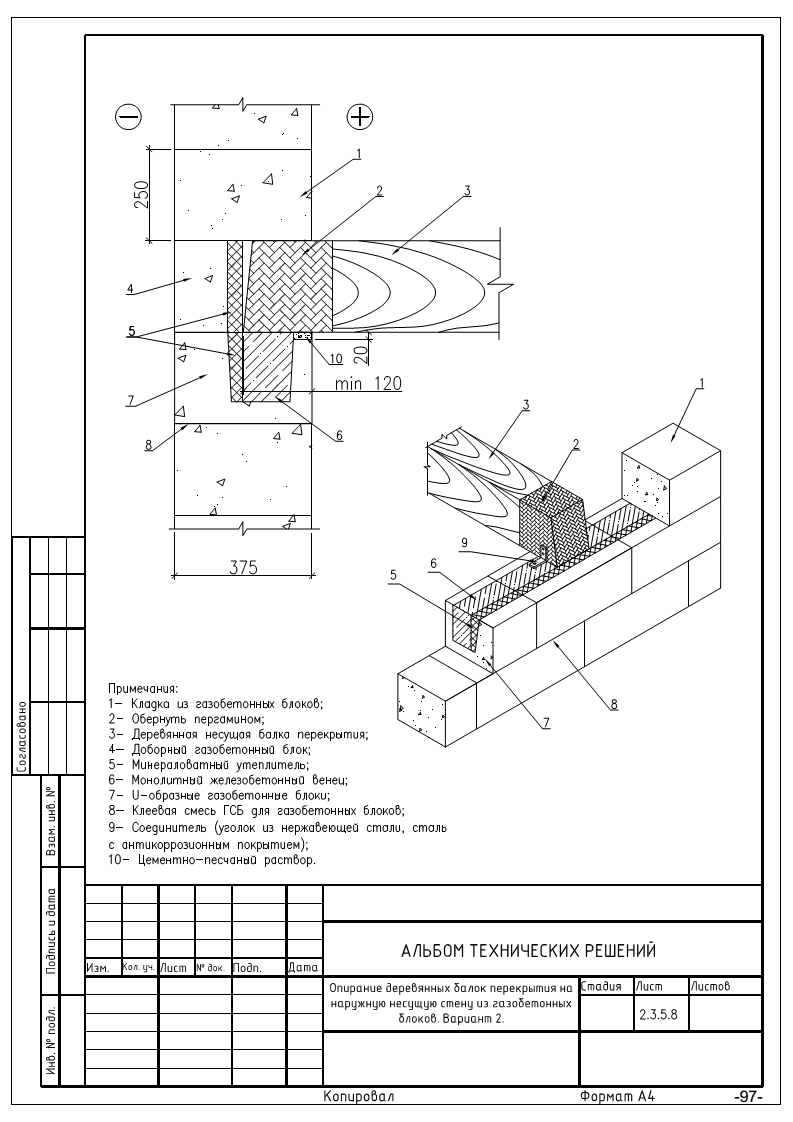 1
250
2
3
4
5
10
20
min 120
7
6
8
375
1
3
2
9
6
5
8
7
Примечания:
1– Кладка из газобетонных блоков;
2– Обернуть пергамином;
3– Деревянная несущая балка перекрытия;
4– Доборный газобетонный блок;
5– Минераловатный утеплитель;
6– Монолитный железобетонный венец;
7– U–образные газобетонные блоки;
8– Клеевая смесь ГСБ для газобетонных блоков;
9– Соединитель (уголок из нержавеющей стали, сталь
с антикоррозионным покрытием);
10– Цементно–песчаный раствор.
Согласовано
Взам. инв. №
Подпись и дата
Инв. № подл.
АЛЬБОМ ТЕХНИЧЕСКИХ РЕШЕНИЙ
Изм. Кол. уч. Лист № док. Подп. Дата
Опирание деревянных балок перекрытия на
наружную несущую стену из газобетонных
блоков. Вариант 2.
Стадия Лист Листов
2.3.5.8
Копировал Формат А4 -97-